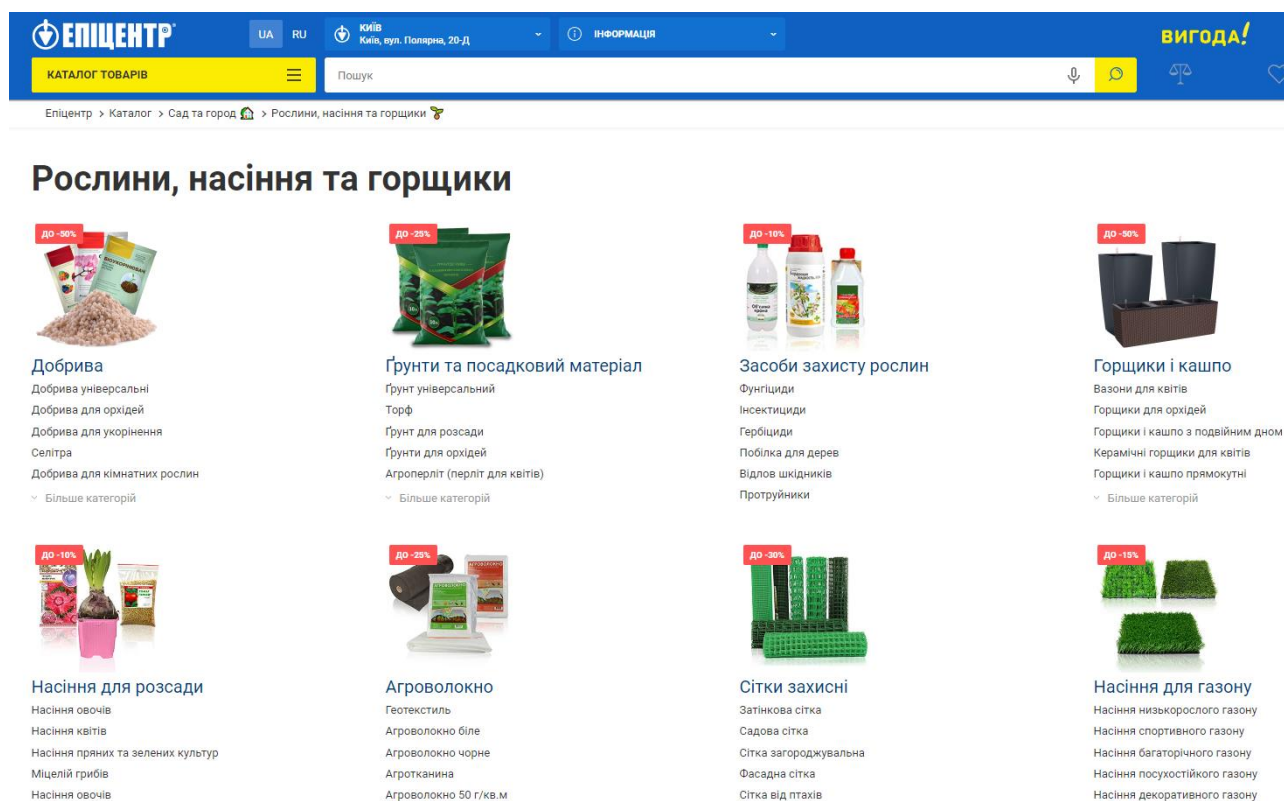 ЕПІЦЕНТР
UA RU
КИЇВ
Київ, вул. Полярна, 20-Д
ІНФОРМАЦІЯ
ВИГОДА!
КАТАЛОГ ТОВАРІВ
Пошук
Епіцентр > Каталог > Сад та город > Рослини, насіння та горщики
Рослини, насіння та горщики
ДО -50%
Добрива
Добрива універсальні
Добрива для орхідей
Добрива для укорінення
Селітра
Добрива для кімнатних рослин
Більше категорій
ДО -25%
Ґрунти та посадковий матеріал
Ґрунт універсальний
Торф
Ґрунт для розсади
Ґрунти для орхідей
Агроперліт (перліт для квітів)
Більше категорій
ДО -10%
Засоби захисту рослин
Фунгіциди
Інсектициди
Гербіциди
Побілка для дерев
Відлов шкідників
Протруйники
ДО -50%
Горщики і кашпо
Вазони для квітів
Горщики для орхідей
Горщики і кашпо з подвійним дном
Керамічні горщики для квітів
Горщики і кашпо прямокутні
Більше категорій
ДО -10%
Насіння для розсади
Насіння овочів
Насіння квітів
Насіння пряних та зелених культур
Міцелій грибів
Насіння овочів
ДО -25%
АГРОВОЛОКНО
Агроволокно
Геотекстиль
Агроволокно біле
Агроволокно чорне
Агротканина
Агроволокно 50 г/кв.м
ДО -30%
Сітки захисні
Затінкова сітка
Садова сітка
Сітка загороджувальна
Фасадна сітка
Сітка від птахів
ДО -15%
Насіння для газону
Насіння низькорослого газону
Насіння спортивного газону
Насіння багаторічного газону
Насіння посухостійкого газону
Насіння декоративного газону